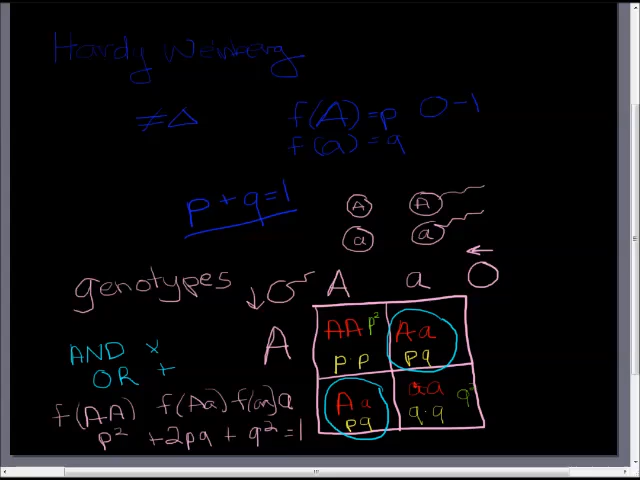 Hardy Weinberg
≠Δ
f(A)=p 0-1
f(a)=q
p+q=1
A A
a a
genotypes
A a
A
AA p²
p·p
Aa
pq
AND x
OR +
Aa
pq
aa
q·q q²
f(AA) f(Aa) f(aa) a
p² +2pq + q² =1